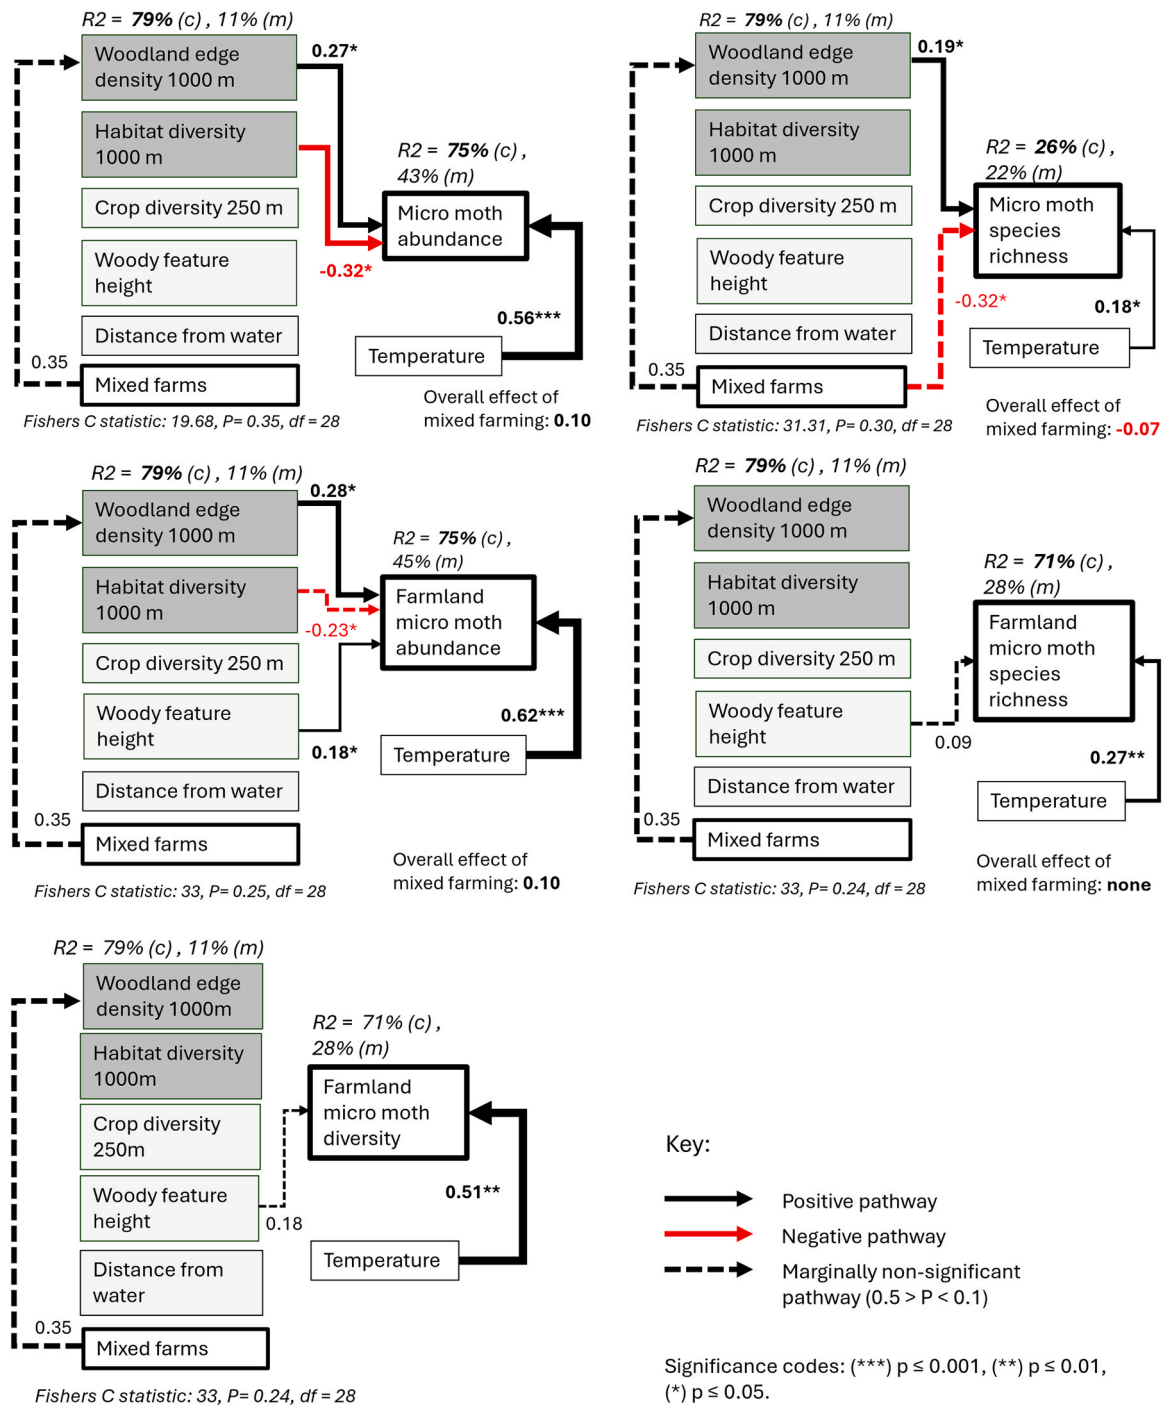 R2 = 79% (c) , 11% (m)
Woodland edge
density 1000 m
0.27*
Habitat diversity
1000 m
R2 = 75% (c) ,
43% (m)
Crop diversity 250 m
Micro moth
abundance
Woody feature
height
-0.32*
0.56***
Distance from water
Temperature
0.35
Mixed farms
Overall effect of
mixed farming: 0.10
Fishers C statistic: 19.68, P= 0.35, df = 28
R2 = 79% (c) , 11% (m)
Woodland edge
density 1000 m
0.19*
Habitat diversity
1000 m
R2 = 26% (c) ,
22% (m)
Crop diversity 250 m
Micro moth
species
richness
Woody feature
height
-0.32*
0.18*
Distance from water
Temperature
0.35
Mixed farms
Overall effect of
mixed farming: -0.07
Fishers C statistic: 31.31, P= 0.30, df = 28
R2 = 79% (c) , 11% (m)
Woodland edge
density 1000 m
0.28*
R2 = 75% (c) ,
45% (m)
Habitat diversity
1000 m
Farmland
micro moth
abundance
-0.23*
Crop diversity 250 m
Woody feature
height
0.18*
0.62***
Temperature
Distance from water
0.35
Mixed farms
Overall effect of
mixed farming: 0.10
Fishers C statistic: 33, P= 0.25, df = 28
R2 = 79% (c) , 11% (m)
Woodland edge
density 1000 m
R2 = 71% (c) ,
28% (m)
Habitat diversity
1000 m
Farmland
micro moth
species
richness
Crop diversity 250 m
Woody feature
height
0.09
0.27**
Distance from water
Temperature
0.35
Mixed farms
Overall effect of
mixed farming: none
Fishers C statistic: 33, P= 0.24, df = 28
R2 = 79% (c) , 11% (m)
Woodland edge
density 1000m
R2 = 71% (c) ,
28% (m)
Habitat diversity
1000m
Farmland
micro moth
diversity
Crop diversity
250m
Woody feature
height
0.18
0.51**
Temperature
Distance from
water
0.35
Mixed farms
Fishers C statistic: 33, P= 0.24, df = 28
Key:
Positive pathway
Negative pathway
Marginally non-significant
pathway (0.5 > P < 0.1)
Significance codes: (***) p ≤ 0.001, (**) p ≤ 0.01,
(*) p ≤ 0.05.